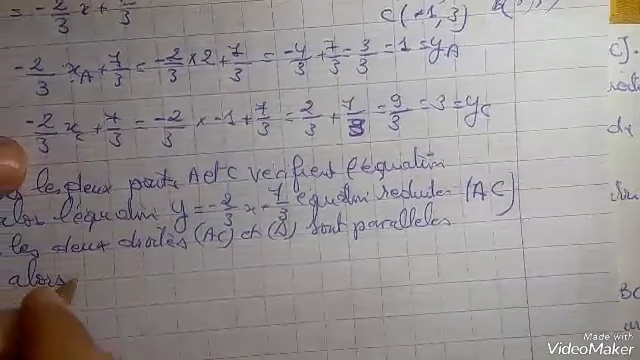 = -2/3 x + 7/3
C(-1, 3)
-2/3 x_A + 7/3 = -2/3 × 2 + 7/3 = -4/3 + 7/3 = 3/3 = 1 = y_A
-2/3 x_C + 7/3 = -2/3 × -1 + 7/3 = 2/3 + 7/3 = 9/3 = 3 = y_C
les deux points A et C vérifient l'équation
alors l'équation y = -2/3 x + 7/3 équation reduite (AC)
les deux droites (AC) et (Δ) sont paralleles
alors
BC
Made with
VideoMaker